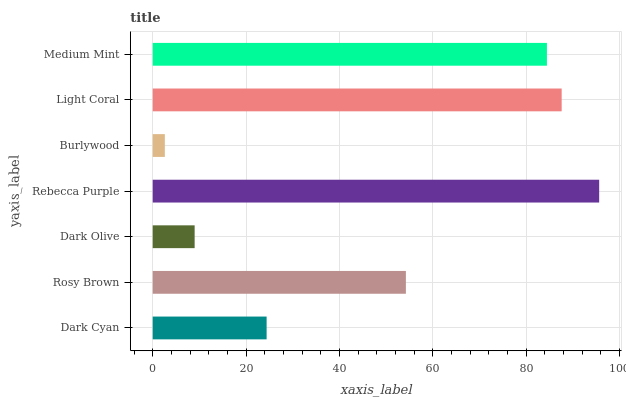 title
Medium Mint
Light Coral
Burlywood
Rebecca Purple
Dark Olive
Rosy Brown
Dark Cyan
yaxis_label
0 20 40 60 80 100
xaxis_label